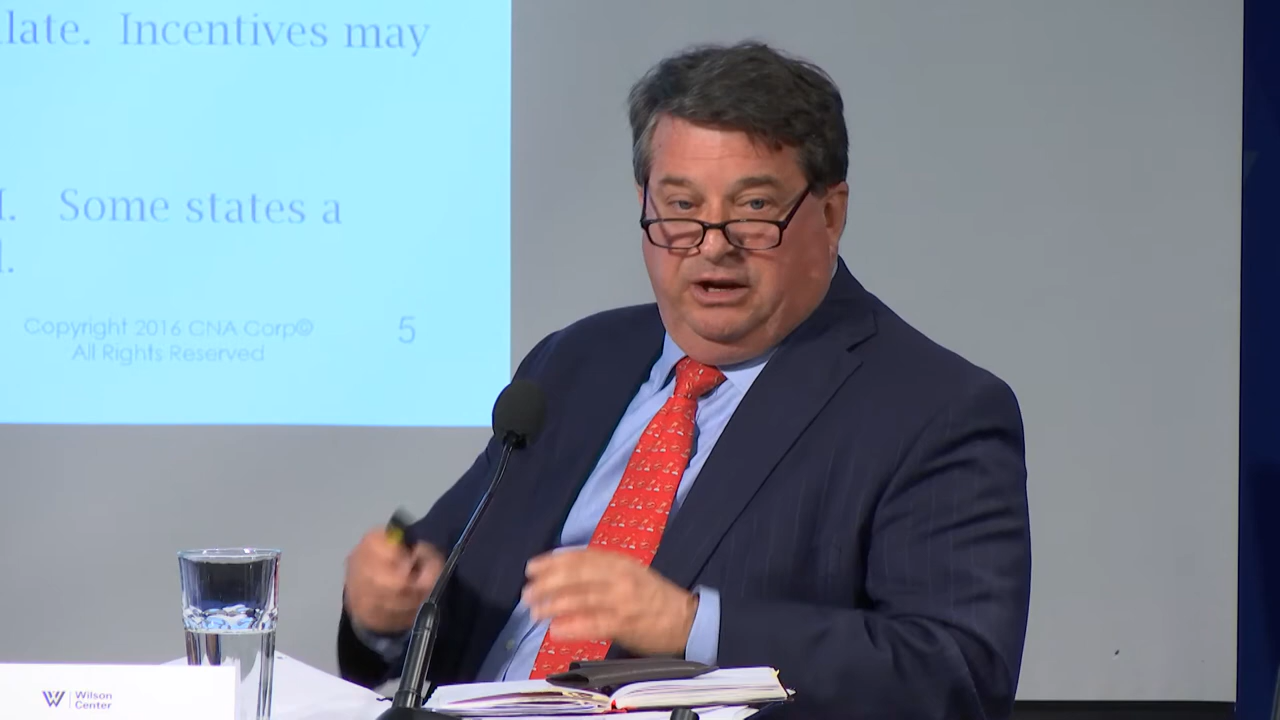 late. Incentives may
. Some states a
Copyright 2016 CNA Corp©
All Rights Reserved
5
W
Wilson
Center